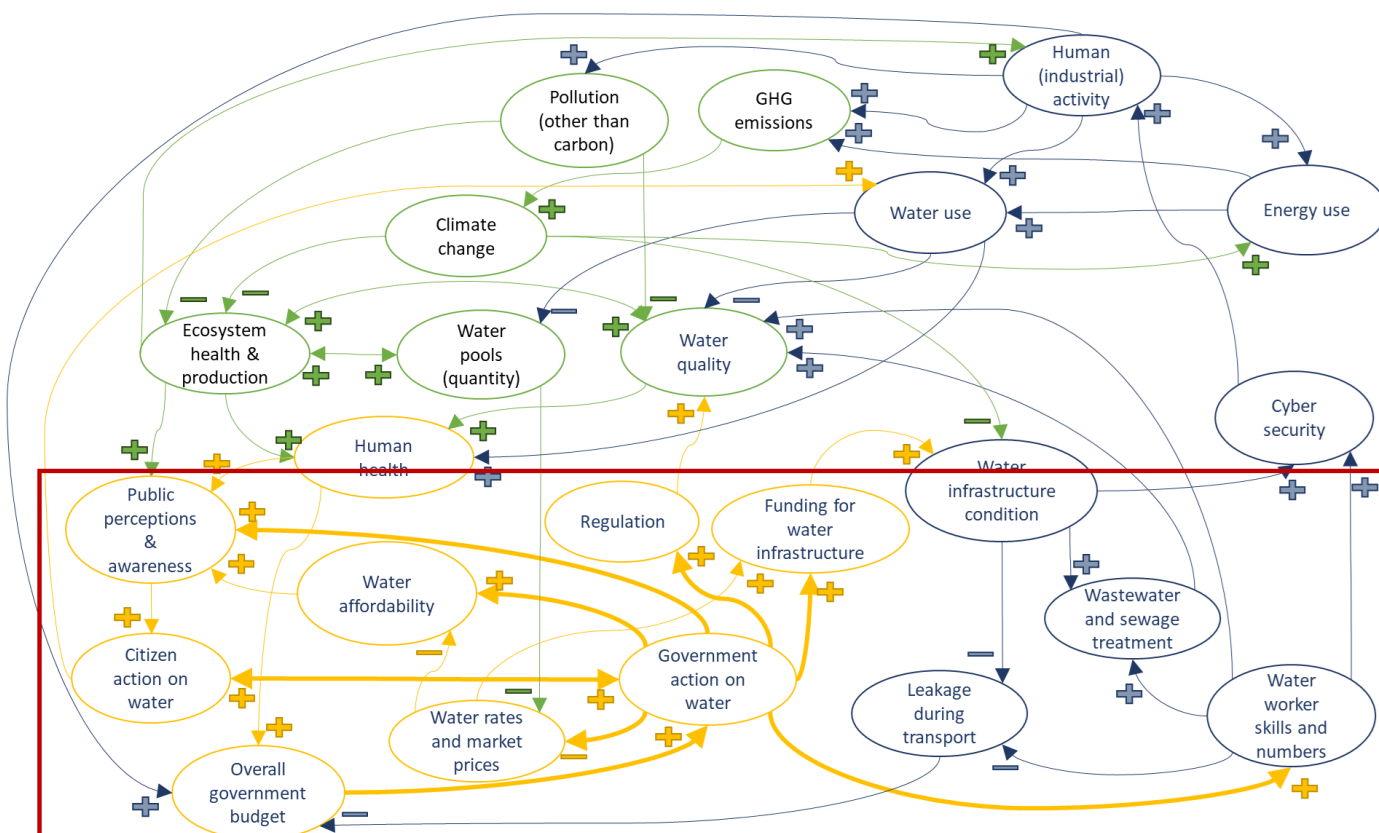 Human
(industrial)
activity
Pollution
(other than
carbon)
GHG
emissions
Water use
Energy use
Climate
change
Ecosystem
health &
production
Water
pools
(quantity)
Water
quality
Cyber
security
Human
health
Water
infrastructure
condition
Public
perceptions
&
awareness
Regulation
Funding for
water
infrastructure
Water
affordability
Wastewater
and sewage
treatment
Citizen
action on
water
Government
action on
water
Leakage
during
transport
Water
worker
skills and
numbers
Water rates
and market
prices
Overall
government
budget